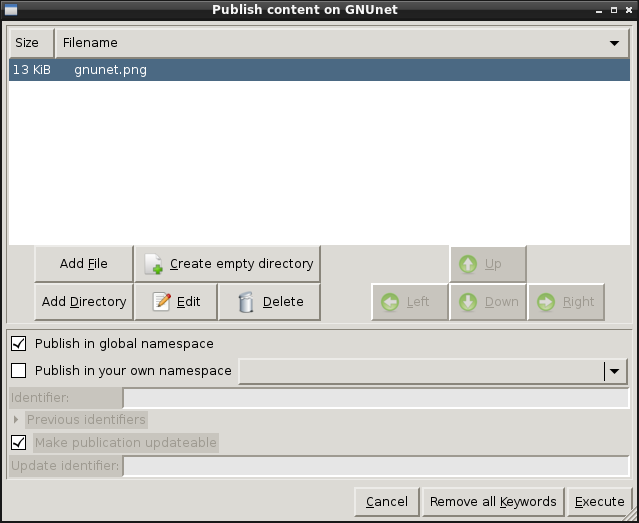 Publish content on GNUnet
Size Filename
13 KiB gnunet.png
Add File Create empty directory Up
Add Directory Edit Delete Left Down Right
Publish in global namespace
Publish in your own namespace
Identifier:
Previous identifiers
Make publication updateable
Update identifier:
Cancel Remove all Keywords Execute